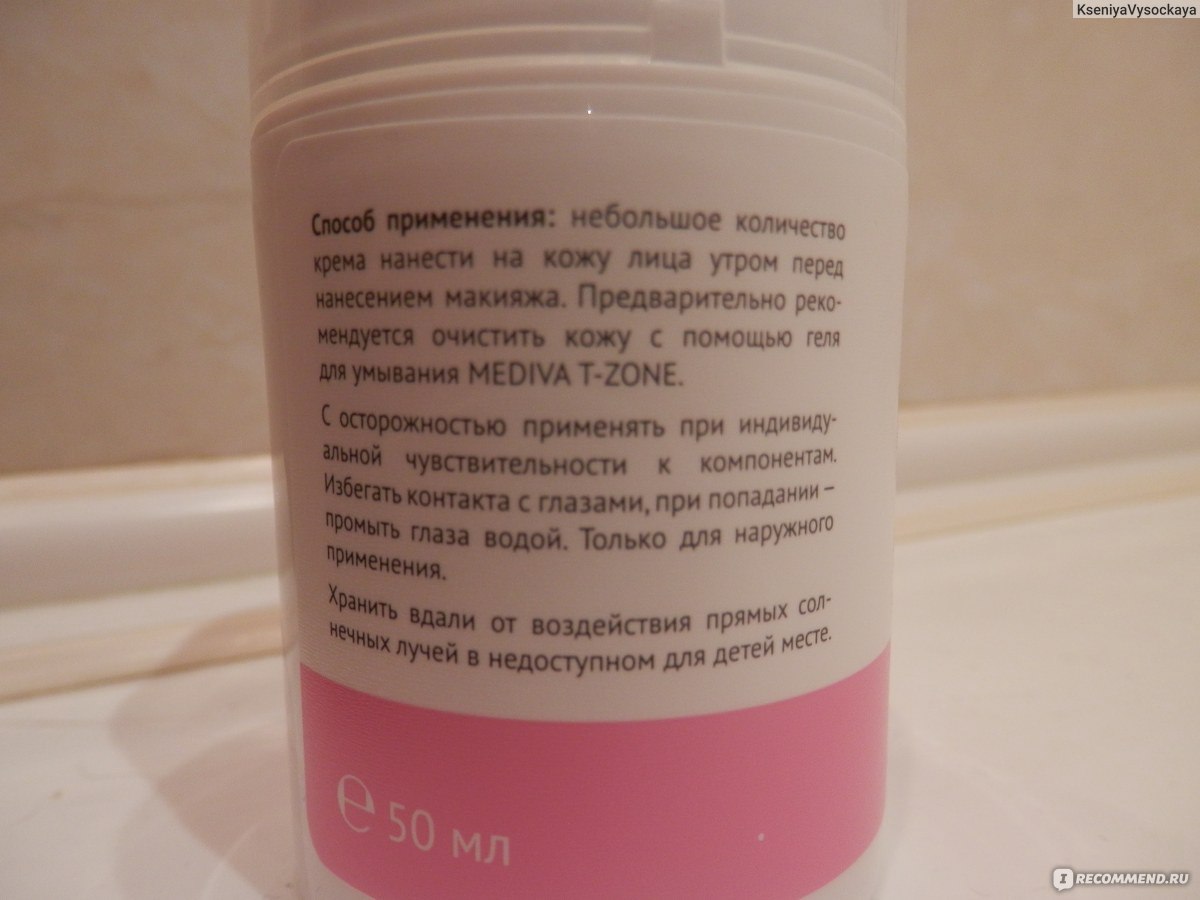 KseniyaVysockaya
Способ применения: небольшое количество
крема нанести на кожу лица утром перед
нанесением макияжа. Предварительно реко-
мендуется очистить кожу с помощью геля
для умывания MEDIVA T-ZONE.
С осторожностью применять при индивиду-
альной чувствительности к компонентам.
Избегать контакта с глазами, при попадании –
промыть глаза водой. Только для наружного
применения.
Хранить вдали от воздействия прямых сол-
нечных лучей в недоступном для детей месте.
℮ 50 мл
IRECOMMEND.RU